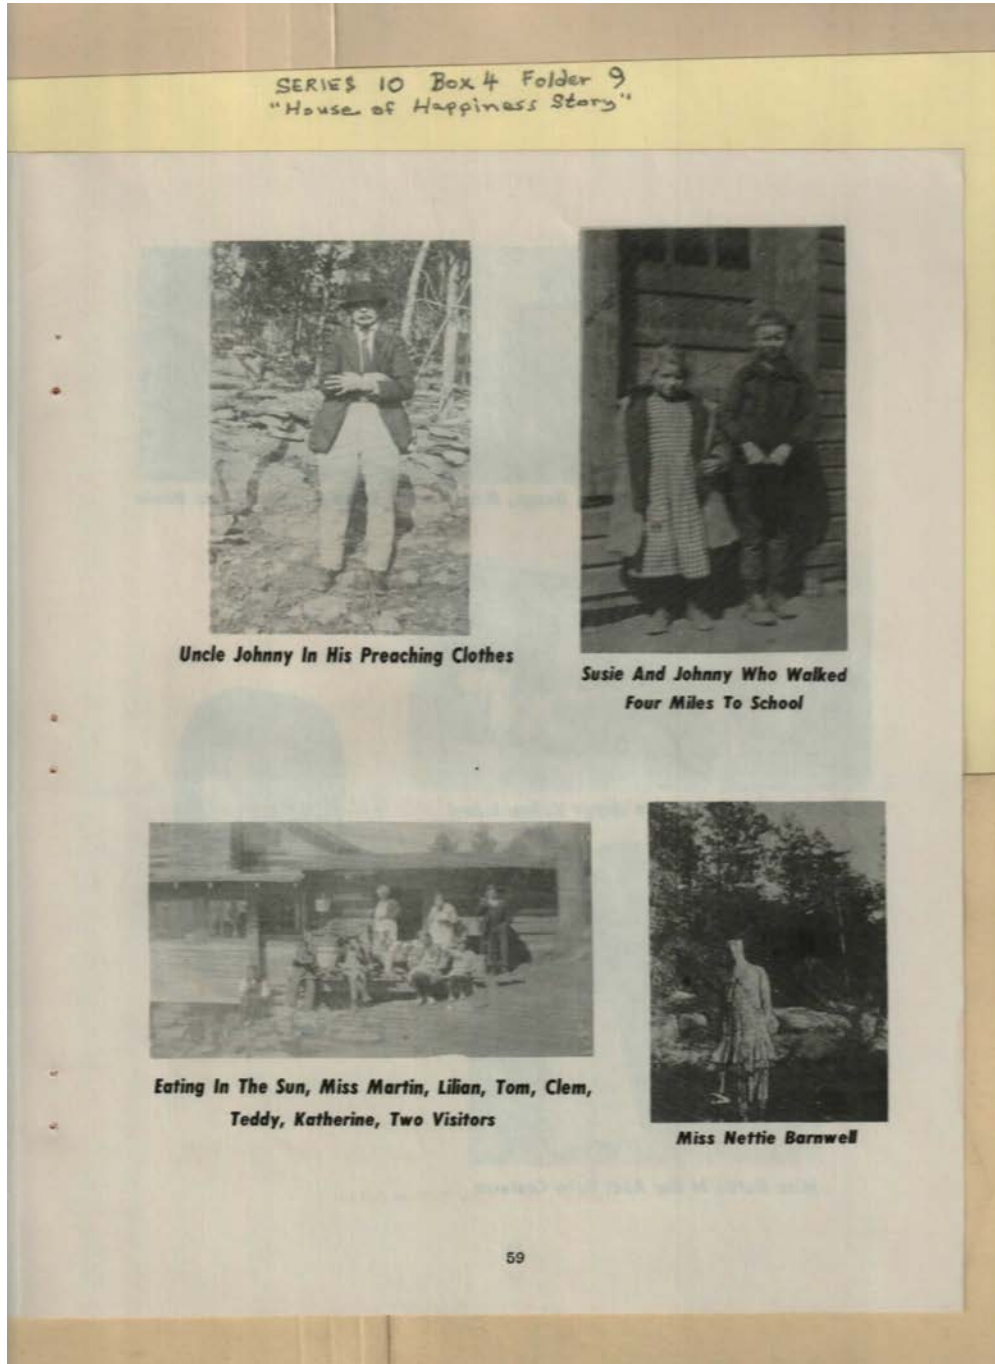 SERIES 10 Box 4 Folder 9
"House of Happiness Story"
Uncle Johnny In His Preaching Clothes
Susie And Johnny Who Walked
Four Miles To School
Eating In The Sun, Miss Martin, Lilian, Tom, Clem,
Teddy, Katherine, Two Visitors
Miss Nettie Barnwell
59